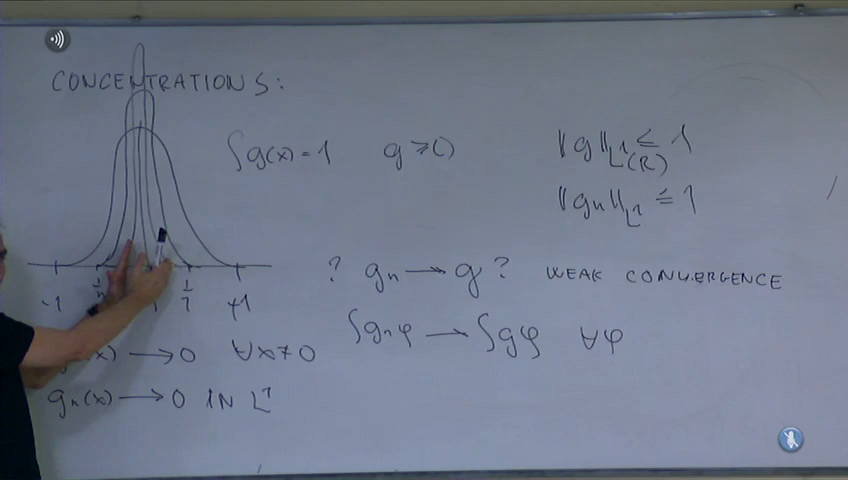 CONCENTRATIONS:
∫g(x)=1 g⩾0 ‖g‖L¹(R) ≤ 1
‖gn‖L¹ ≤ 1
? gn → g ? WEAK CONVERGENCE
-1 +1
∫gnφ → ∫gφ ∀φ
(x) → 0 ∀x≠0
gn(x) → 0 IN L¹